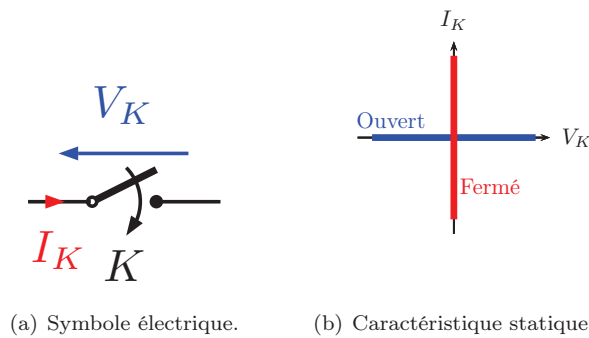 V_K
I_K
K
(a) Symbole électrique.
I_K
Ouvert
V_K
Fermé
(b) Caractéristique statique